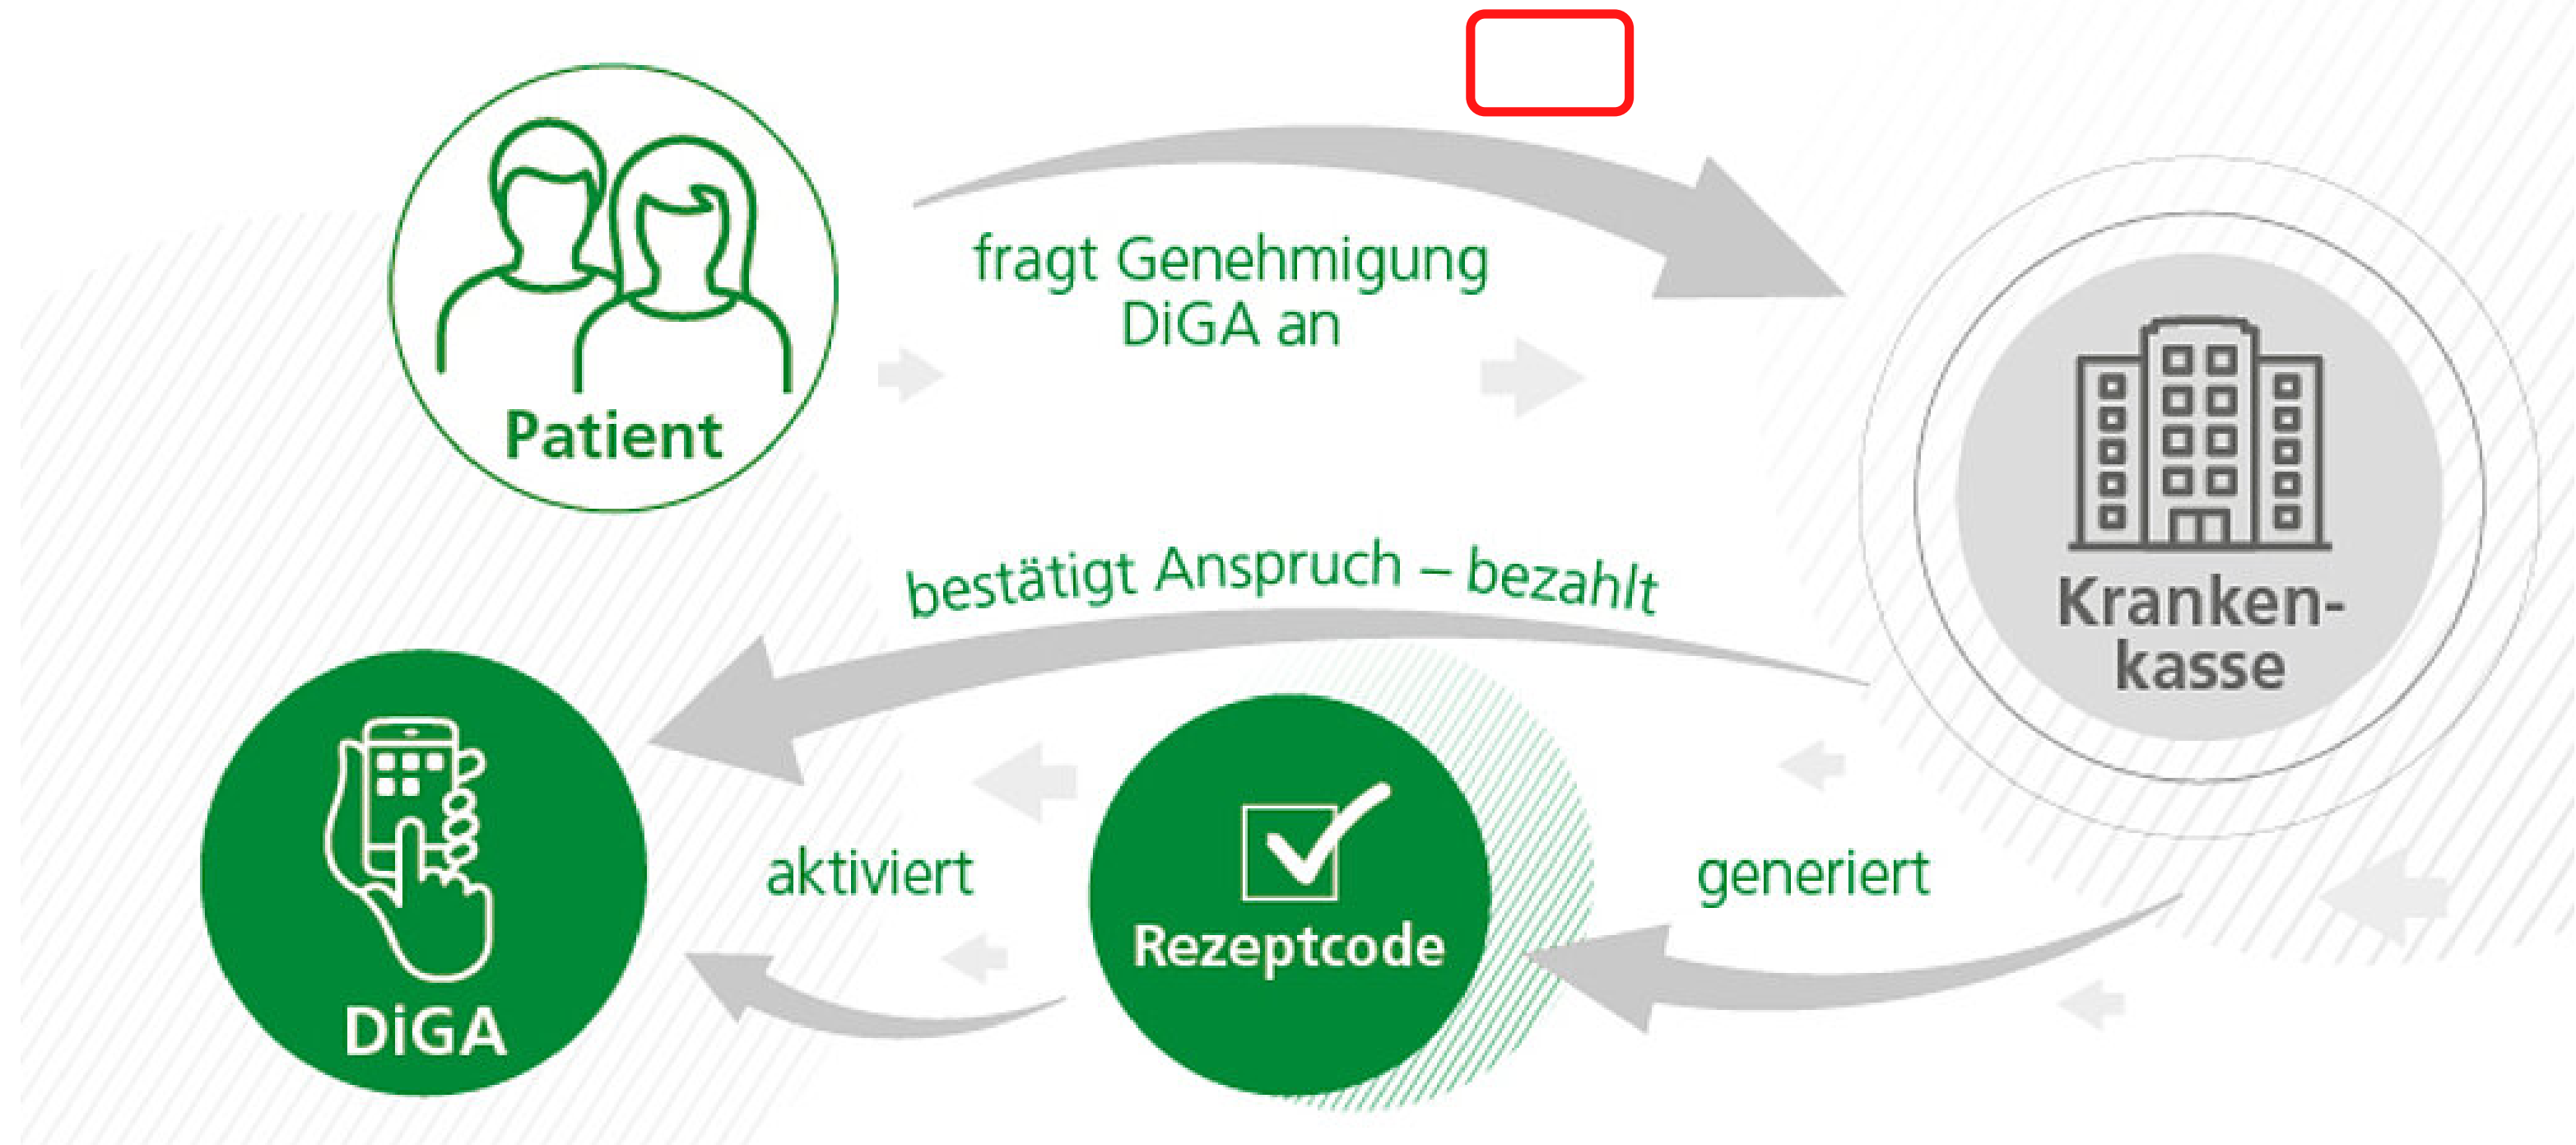 Patient
fragt Genehmigung
DiGA an
Kranken-
kasse
bestätigt Anspruch – bezahlt
DiGA
aktiviert
Rezeptcode
generiert